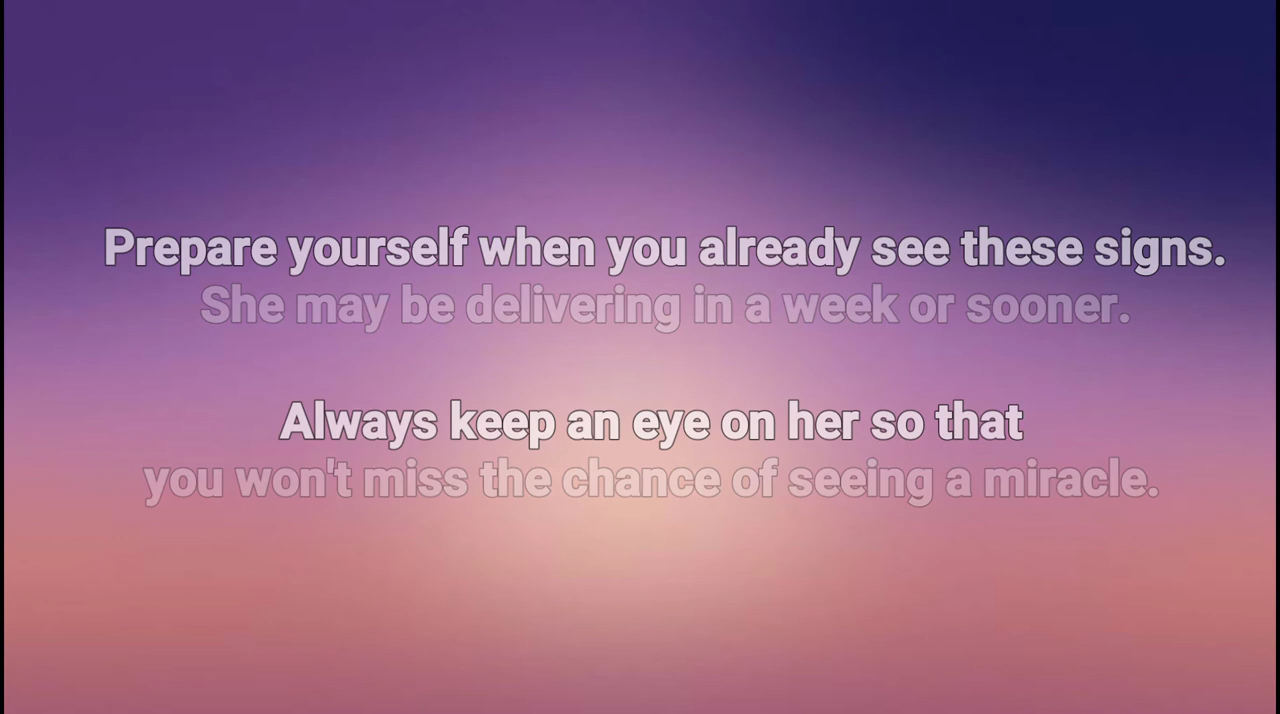 Prepare yourself when you already see these signs.
She may be delivering in a week or sooner.
Always keep an eye on her so that
you won't miss the chance of seeing a miracle.